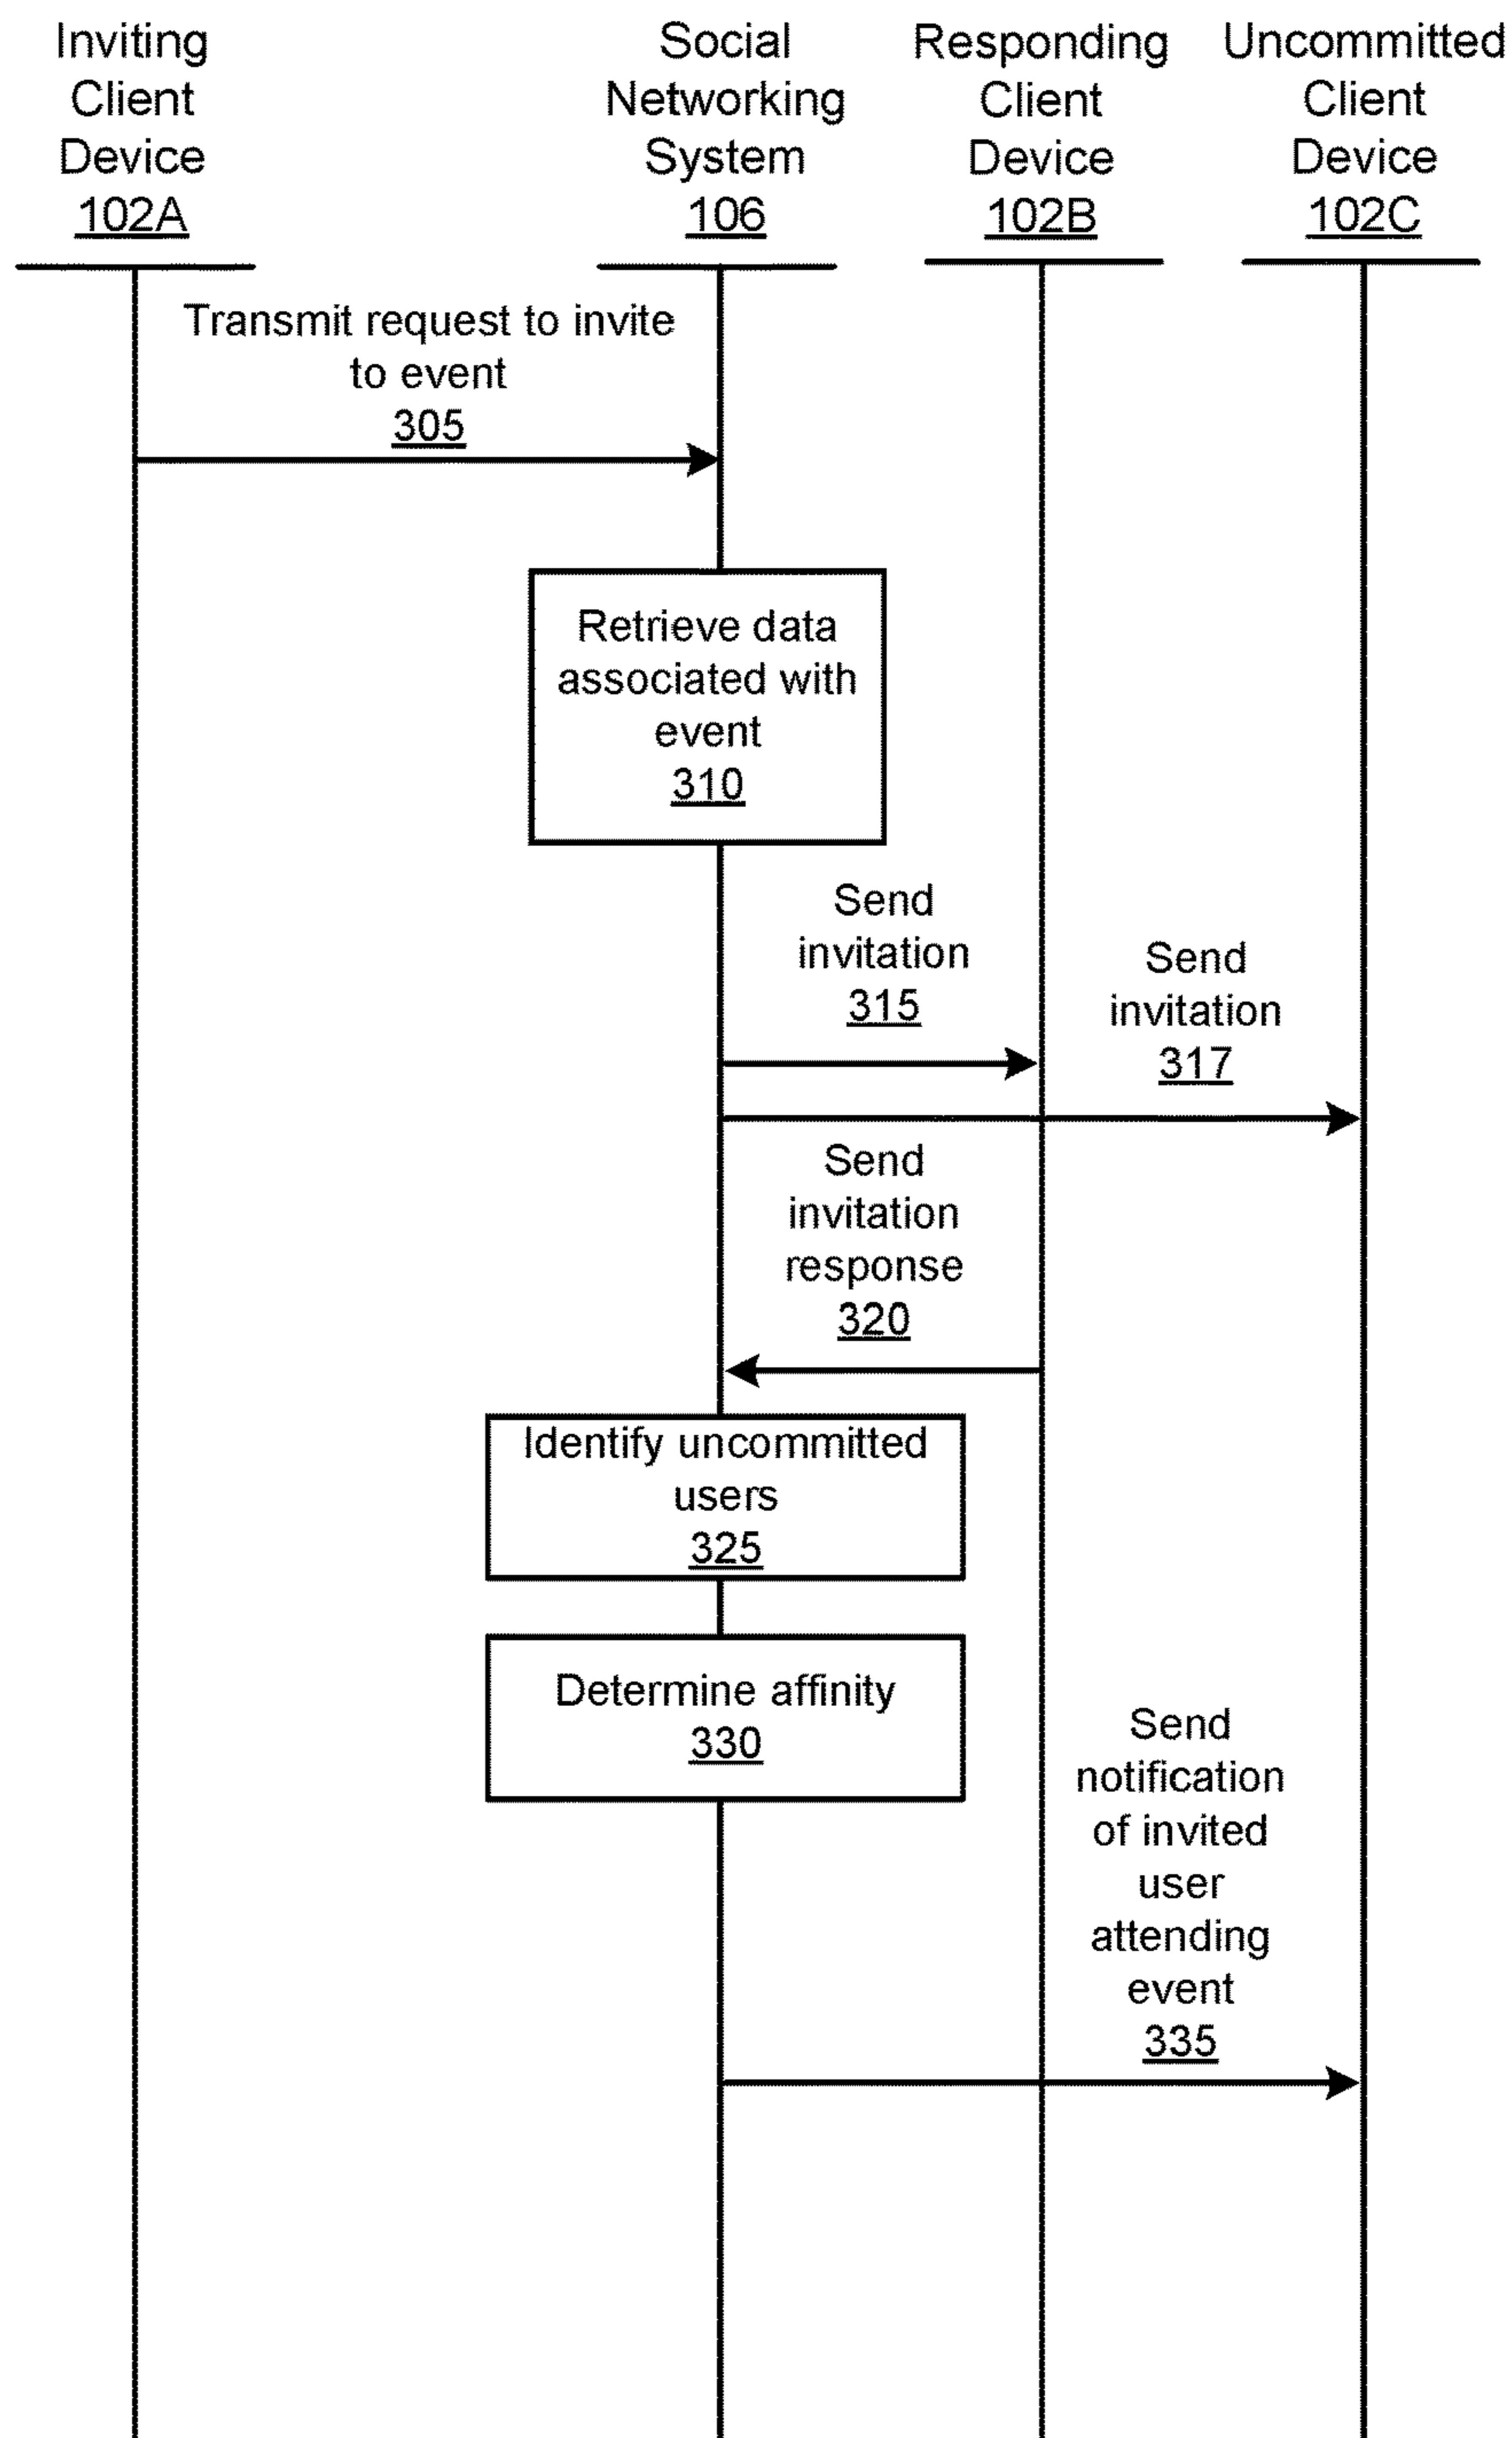 Inviting
Client
Device
102A
Social
Networking
System
106
Responding
Client
Device
102B
Uncommitted
Client
Device
102C
Transmit request to invite
to event
305
Retrieve data
associated with
event
310
Send
invitation
315
Send
invitation
317
Send
invitation
response
320
Identify uncommitted
users
325
Determine affinity
330
Send
notification
of invited
user
attending
event
335